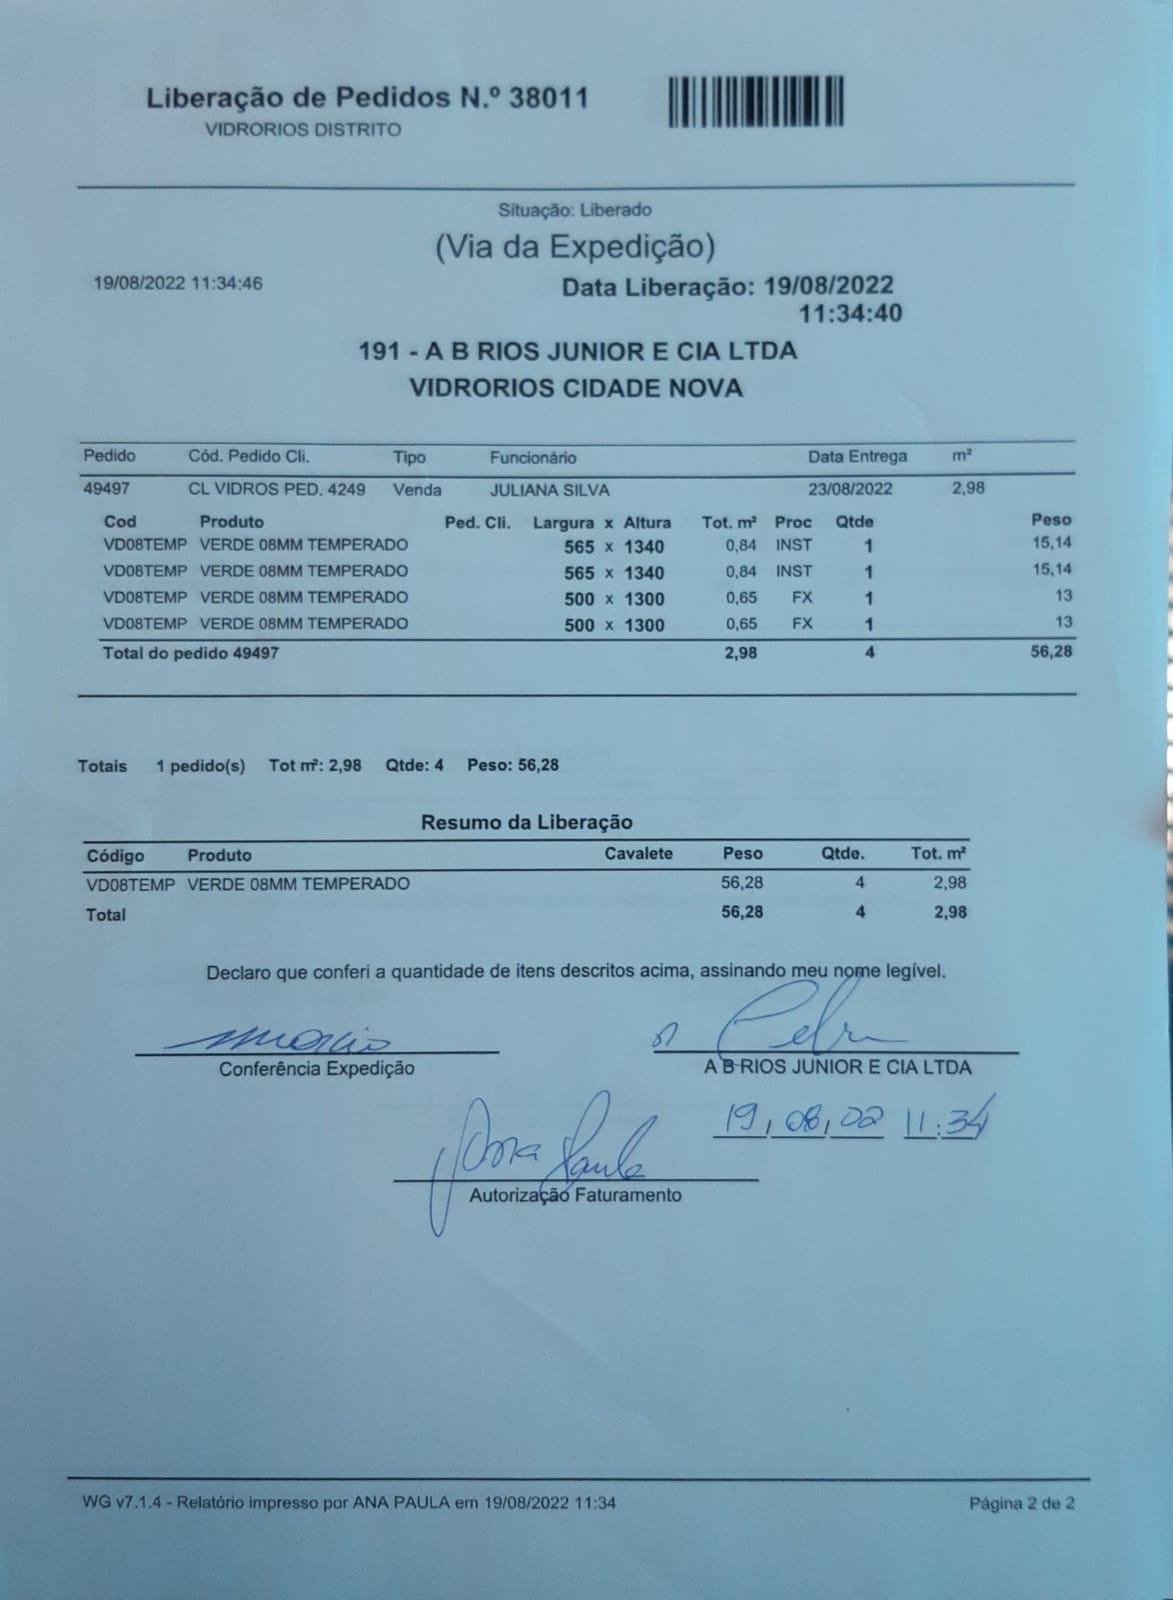 Liberação de Pedidos N.º 38011
VIDRORIOS DISTRITO
Situação: Liberado
(Via da Expedição)
19/08/2022 11:34:46
Data Liberação: 19/08/2022
11:34:40
191 - A B RIOS JUNIOR E CIA LTDA
VIDRORIOS CIDADE NOVA
Pedido Cód. Pedido Cli. Tipo Funcionário Data Entrega m²
49497 CL VIDROS PED. 4249 Venda JULIANA SILVA 23/08/2022 2,98
Cod Produto Ped. Cli. Largura x Altura Tot. m² Proc Qtde Peso
VD08TEMP VERDE 08MM TEMPERADO 565 x 1340 0,84 INST 1 15,14
VD08TEMP VERDE 08MM TEMPERADO 565 x 1340 0,84 INST 1 15,14
VD08TEMP VERDE 08MM TEMPERADO 500 x 1300 0,65 FX 1 13
VD08TEMP VERDE 08MM TEMPERADO 500 x 1300 0,65 FX 1 13
Total do pedido 49497 2,98 4 56,28
Totais 1 pedido(s) Tot m²: 2,98 Qtde: 4 Peso: 56,28
Resumo da Liberação
Código Produto Cavalete Peso Qtde. Tot. m²
VD08TEMP VERDE 08MM TEMPERADO 56,28 4 2,98
Total 56,28 4 2,98
Declaro que conferi a quantidade de itens descritos acima, assinando meu nome legível.
Marcio
Conferência Expedição
A B RIOS JUNIOR E CIA LTDA
19, 08, 22 11:34
Ana Paula
Autorização Faturamento
WG v7.1.4 - Relatório impresso por ANA PAULA em 19/08/2022 11:34
Página 2 de 2